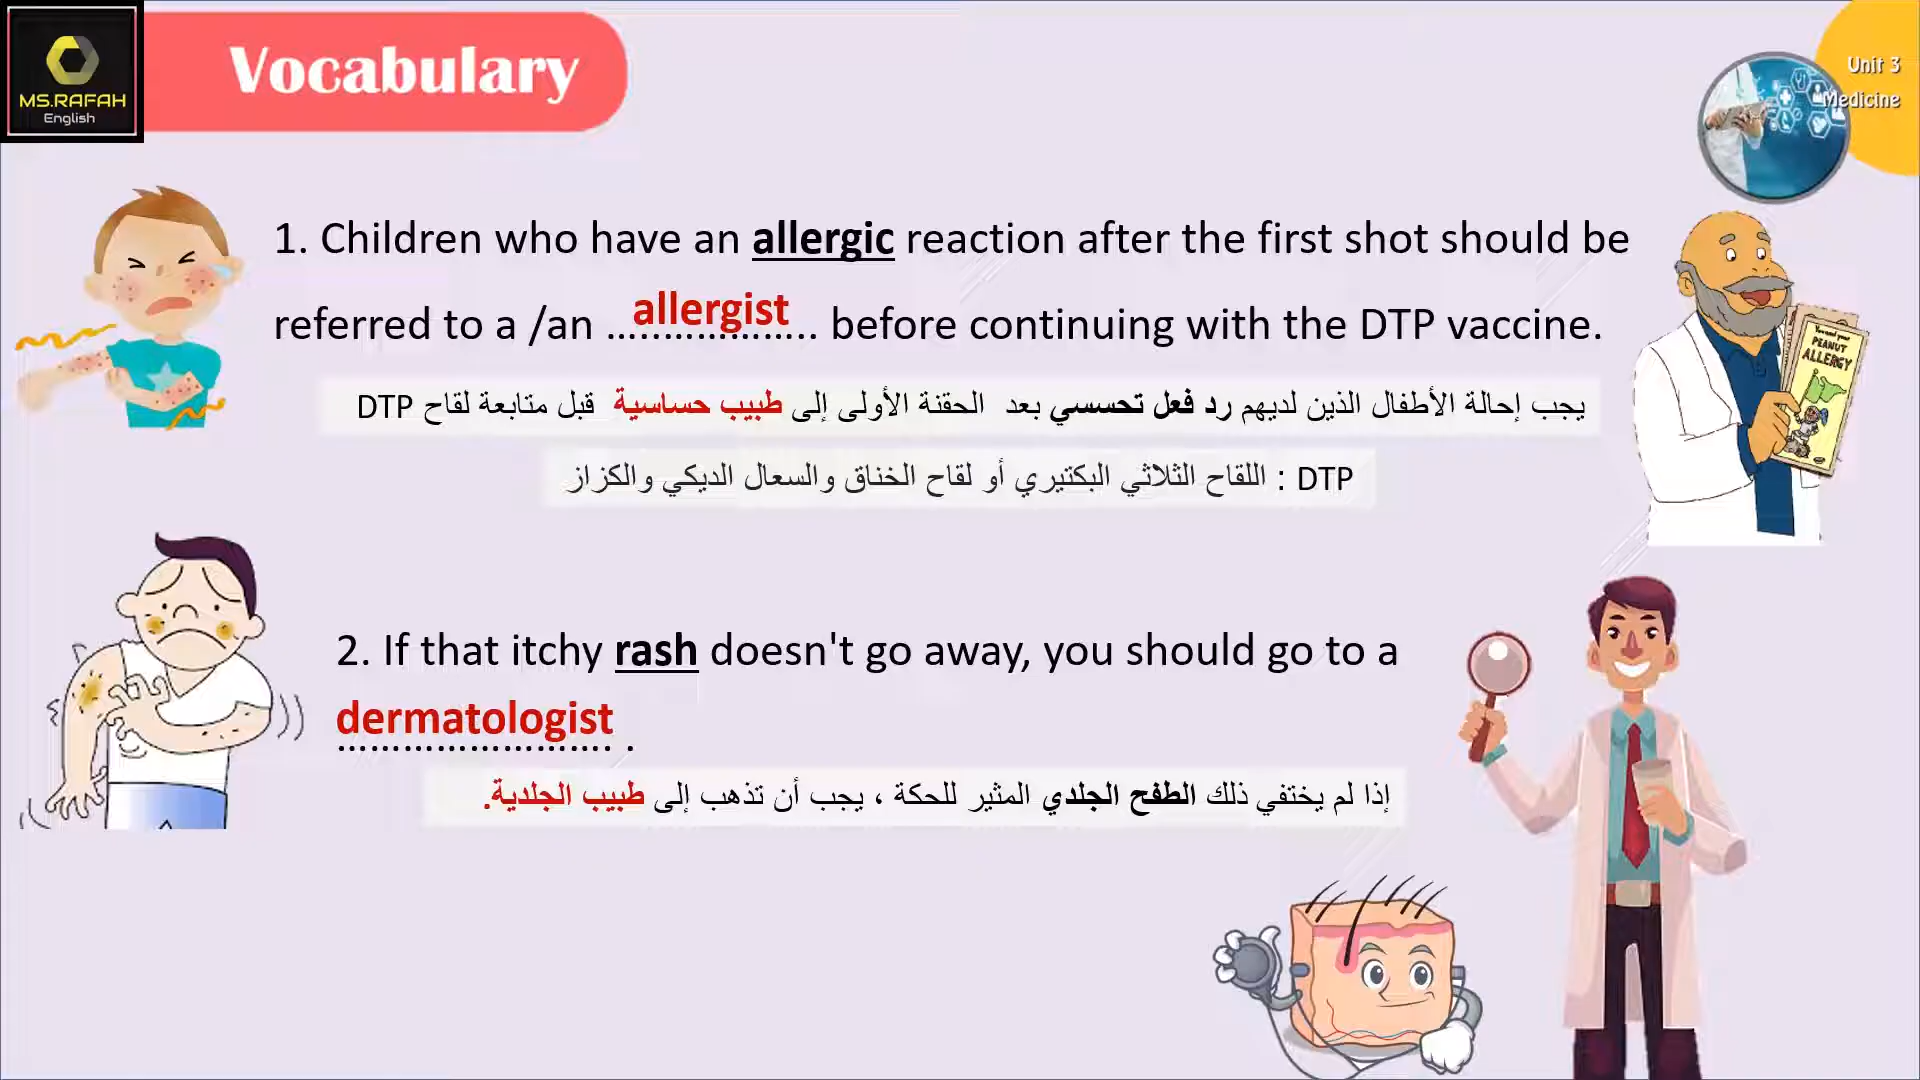 MS.RAFAH
English
Vocabulary
Unit 3
Medicine
1. Children who have an allergic reaction after the first shot should be
referred to a /an ...allergist... before continuing with the DTP vaccine.
يجب إحالة الأطفال الذين لديهم رد فعل تحسسي بعد الحقنة الأولى إلى طبيب حساسية قبل متابعة لقاح DTP
DTP : اللقاح الثلاثي البكتيري أو لقاح الخناق والسعال الديكي والكزاز
PEANUT
ALLERGY
2. If that itchy rash doesn't go away, you should go to a
dermatologist
......................... .
إذا لم يختفي ذلك الطفح الجلدي المثير للحكة ، يجب أن تذهب إلى طبيب الجلدية.